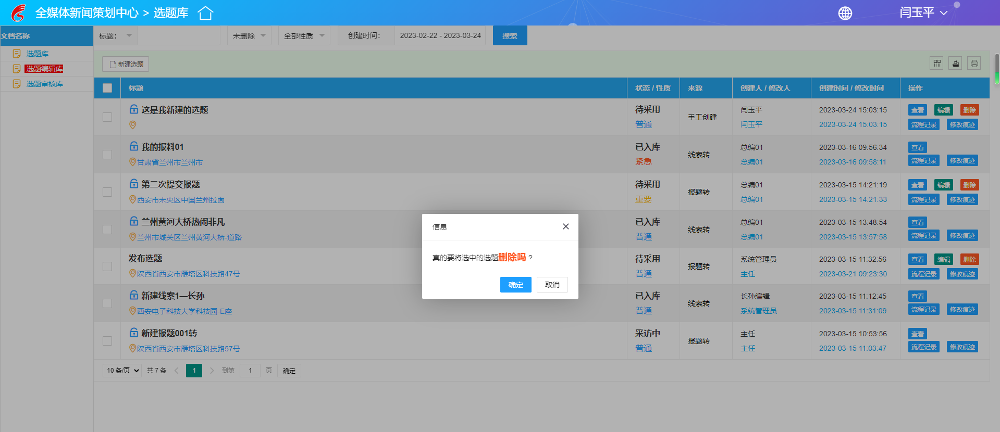 全媒体新闻策划中心 > 选题库
闫玉平
文档名称
选题库
选题编辑库
选题审核库
标题：
未删除
全部性质
创建时间：
2023-02-22 - 2023-03-24
搜索
新建选题
标题 状态 / 性质 来源 创建人 / 修改人 创建时间 / 修改时间 操作
这是我新建的选题 待采用 手工创建 闫玉平 2023-03-24 15:03:15 查看 编辑 删除
普通 闫玉平 2023-03-24 15:03:15 流程记录 修改痕迹
我的报料01 已入库 线索转 总编01 2023-03-16 09:56:34 查看
甘肃省兰州市兰州市 紧急 总编01 2023-03-16 09:58:11 流程记录 修改痕迹
第二次提交报题 待采用 报题转 总编01 2023-03-15 14:21:19 查看 编辑 删除
西安市未央区中国兰州拉面 重要 总编01 2023-03-15 14:21:33 流程记录 修改痕迹
兰州黄河大桥热闹非凡 已入库 线索转 总编01 2023-03-15 13:48:54 查看
兰州市城关区兰州黄河大桥-道路 普通 总编01 2023-03-15 13:57:58 流程记录 修改痕迹
发布选题 待采用 报题转 系统管理员 2023-03-15 11:32:56 查看 编辑 删除
陕西省西安市雁塔区科技路47号 普通 主任 2023-03-21 09:23:30 流程记录 修改痕迹
新建线索1—长孙 已入库 线索转 长孙编辑 2023-03-15 11:12:45 查看
西安电子科技大学科技园-E座 普通 系统管理员 2023-03-15 11:31:09 流程记录 修改痕迹
新建报题001转 采访中 报题转 主任 2023-03-15 10:53:56 查看
陕西省西安市雁塔区科技路57号 普通 主任 2023-03-15 11:03:47 流程记录 修改痕迹
10 条/页 共 7 条 1 到第 1 页 确定
信息
真的要将选中的选题删除吗？
确定 取消